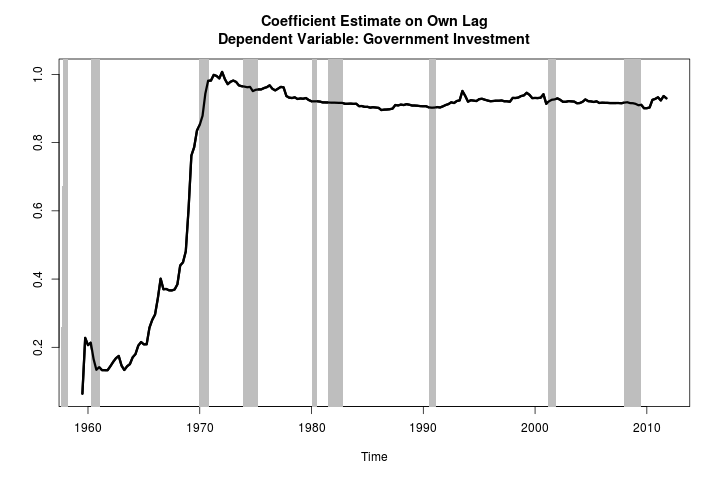 Coefficient Estimate on Own Lag
Dependent Variable: Government Investment
1.0
0.8
0.6
0.4
0.2
1960 1970 1980 1990 2000 2010
Time